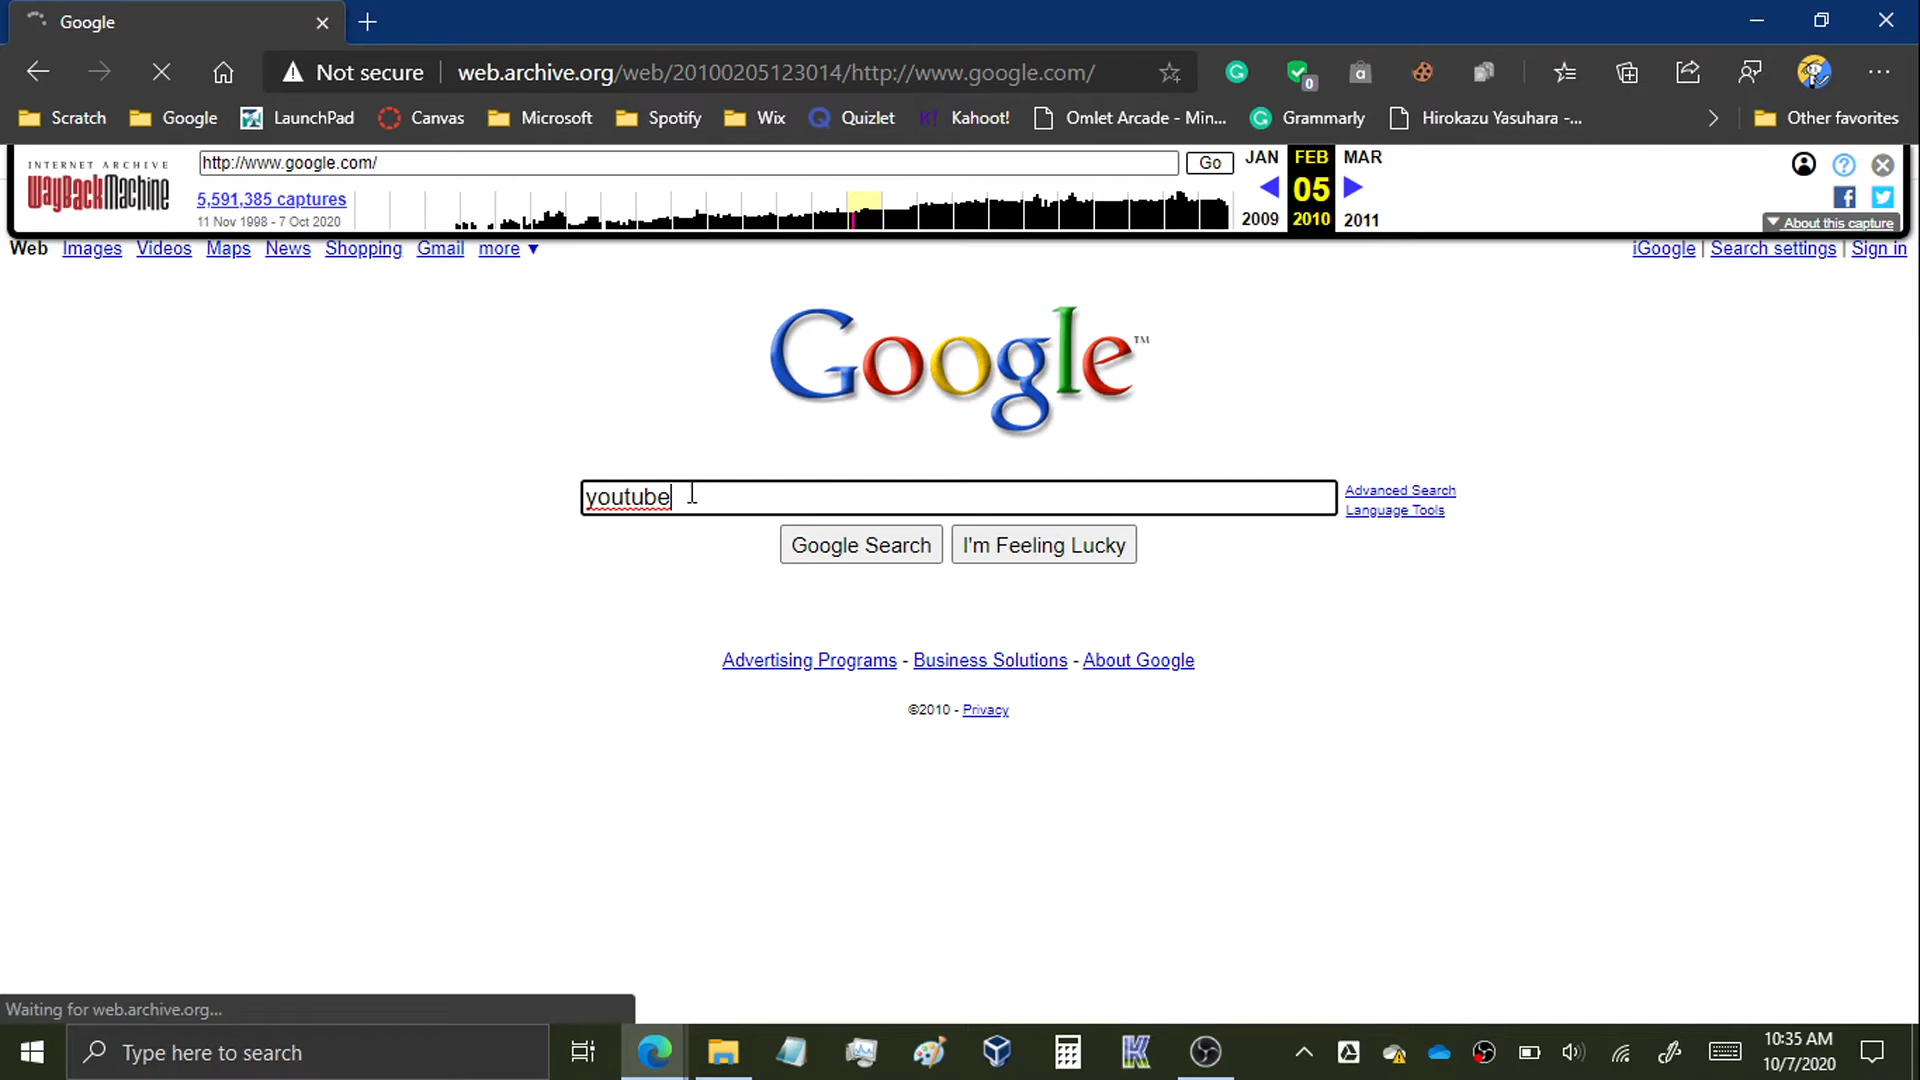 Google
Not secure web.archive.org/web/20100205123014/http://www.google.com/
0
Scratch Google LaunchPad Canvas Microsoft Spotify Wix Quizlet K! Kahoot! Omlet Arcade - Min... Grammarly Hirokazu Yasuhara -... Other favorites
INTERNET ARCHIVE
WayBackMachine
http://www.google.com/ Go
5,591,385 captures
11 Nov 1998 - 7 Oct 2020
JAN FEB MAR
05
2009 2010 2011
About this capture
Web Images Videos Maps News Shopping Gmail more ▼ iGoogle | Search settings | Sign in
Google™
youtube
Advanced Search
Language Tools
Google Search I'm Feeling Lucky
Advertising Programs - Business Solutions - About Google
©2010 - Privacy
Waiting for web.archive.org...
Type here to search
10:35 AM
10/7/2020